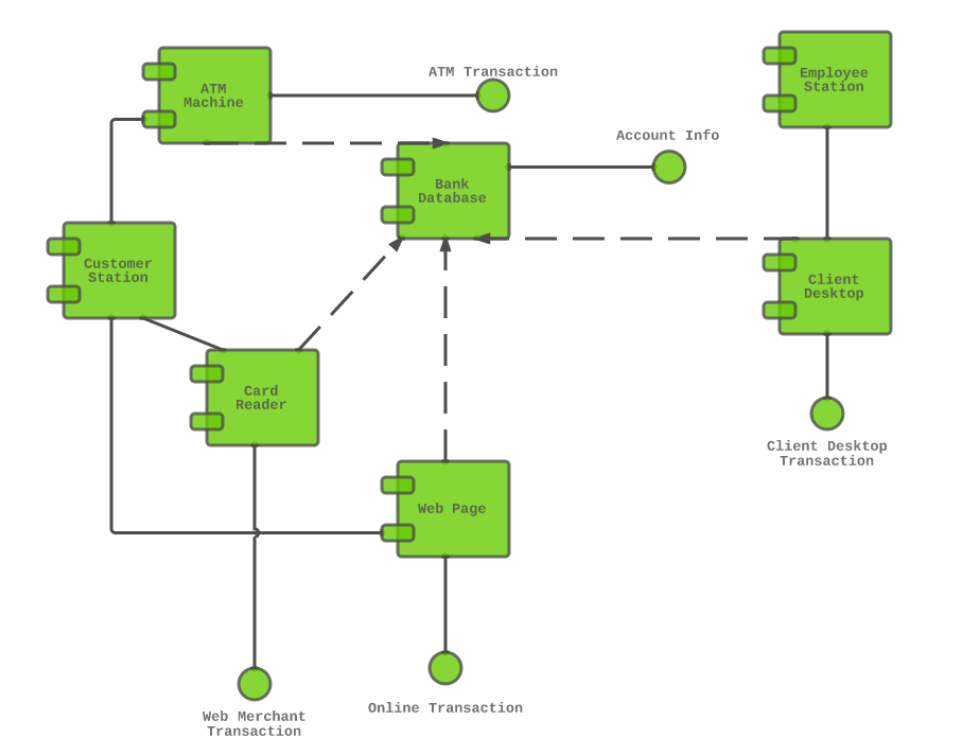 ATM Transaction
Employee
Station
ATM
Machine
Account Info
Bank
Database
Customer
Station
Client
Desktop
Card
Reader
Client Desktop
Transaction
Web Page
Online Transaction
Web Merchant
Transaction